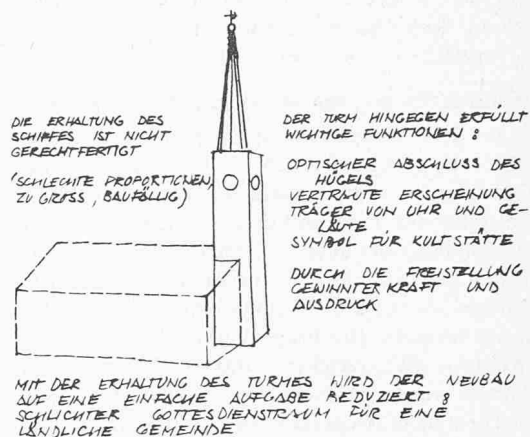 DIE ERHALTUNG DES
SCHIFFES IST NICHT
GERECHTFERTIGT
(SCHLECHTE PROPORTIONEN,
ZU GROSS, BAUFÄLLIG)
DER TURM HINGEGEN ERFÜLLT
WICHTIGE FUNKTIONEN:
OPTISCHER ABSCHLUSS DES
HÜGELS
VERTRAUTE ERSCHEINUNG
TRÄGER VON UHR UND GE-
LÄUTE
SYMBOL FÜR KULTSTÄTTE
DURCH DIE FREISTELLUNG
GEWINNT ER KRAFT UND
AUSDRUCK
MIT DER ERHALTUNG DES TURMES WIRD DER NEUBAU
AUF EINE EINFACHE AUFGABE REDUZIERT:
SCHLICHTER GOTTESDIENSTRAUM FÜR EINE
LÄNDLICHE GEMEINDE